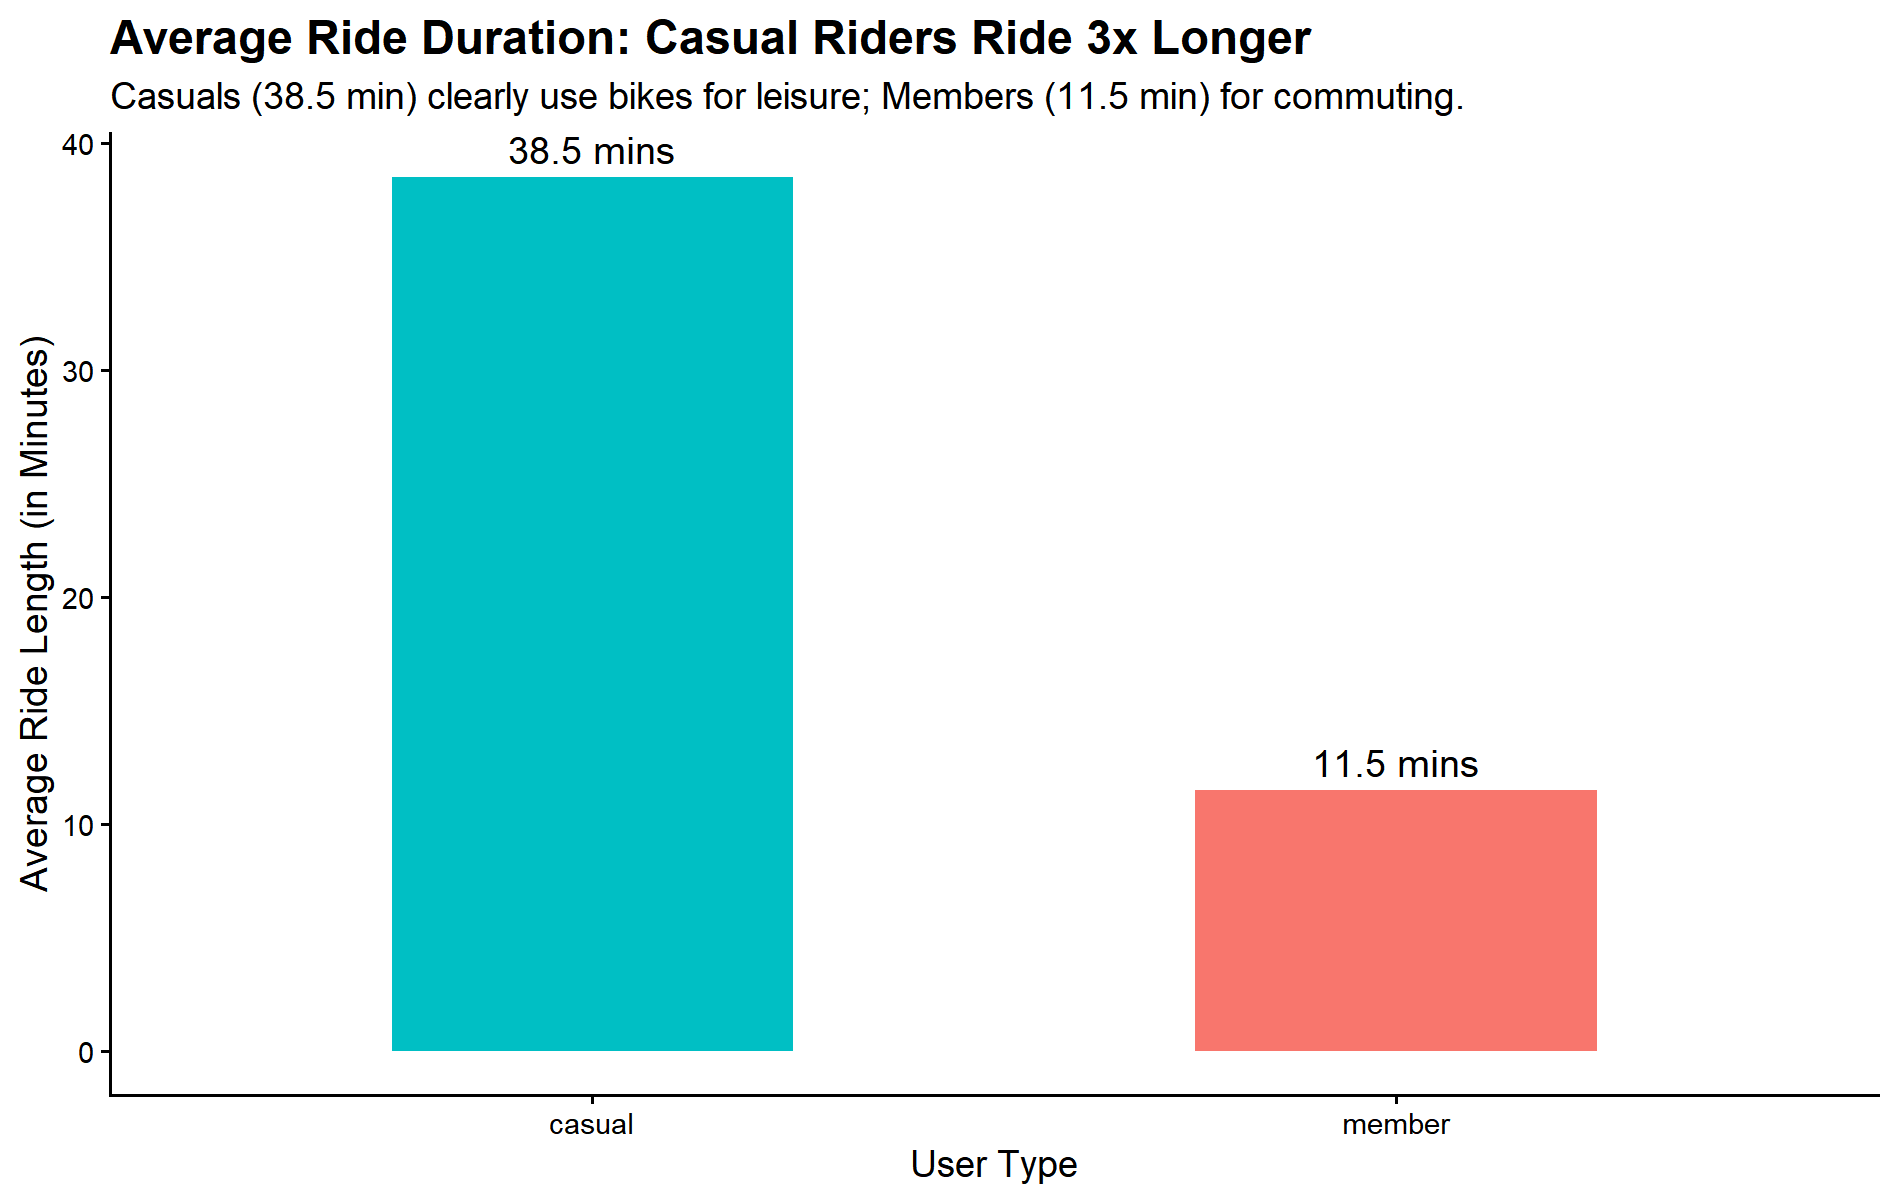 Average Ride Duration: Casual Riders Ride 3x Longer
Casuals (38.5 min) clearly use bikes for leisure; Members (11.5 min) for commuting.
Average Ride Length (in Minutes)
40
30
20
10
0
38.5 mins
11.5 mins
casual
member
User Type